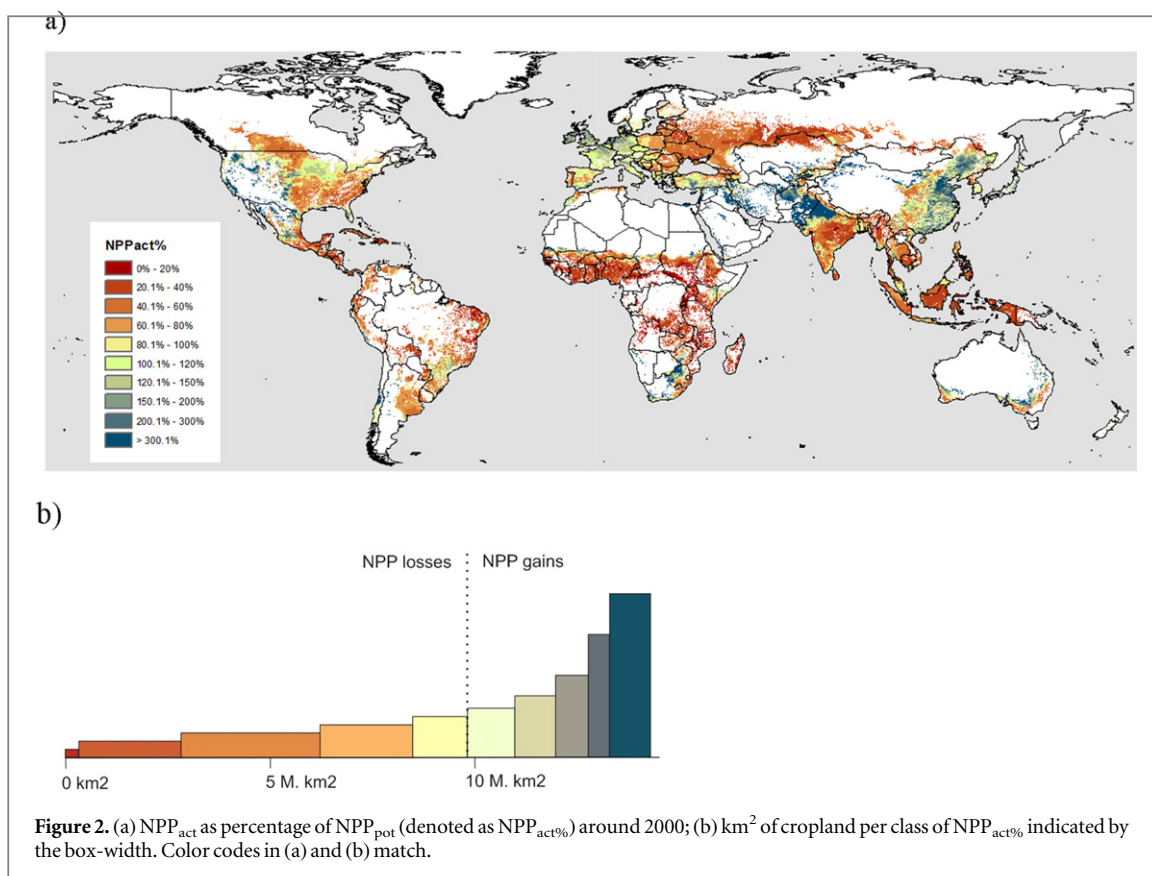 a)
NPPact%
0% - 20%
20.1% - 40%
40.1% - 60%
60.1% - 80%
80.1% - 100%
100.1% - 120%
120.1% - 150%
150.1% - 200%
200.1% - 300%
> 300.1%
b)
NPP losses NPP gains
0 km2 5 M. km2 10 M. km2
Figure 2. (a) NPPact as percentage of NPPpot (denoted as NPPact%) around 2000; (b) km² of cropland per class of NPPact% indicated by
the box-width. Color codes in (a) and (b) match.